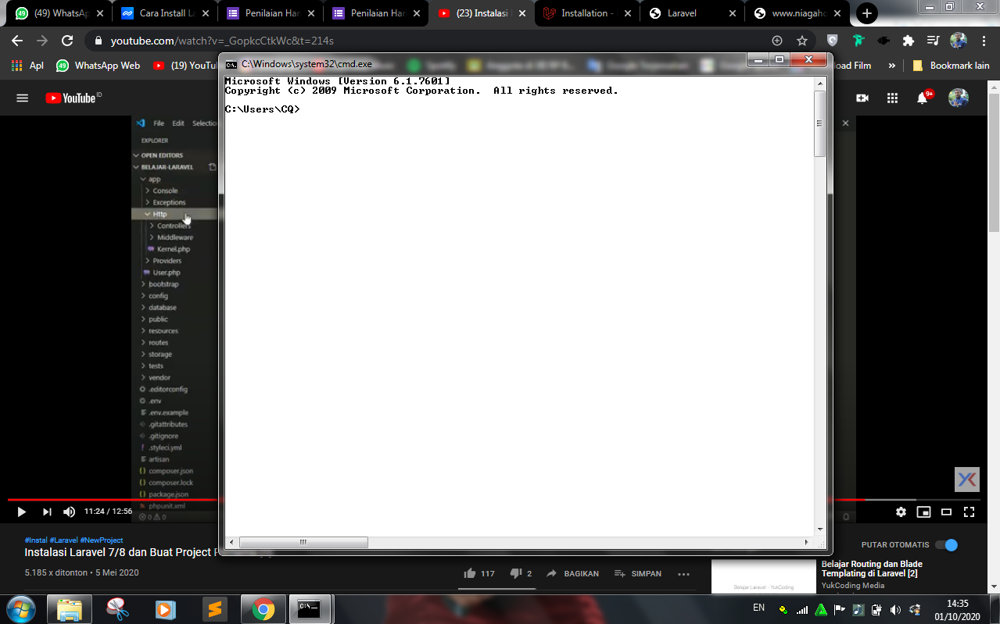 (49) WhatsAp
Cara Install La
Penilaian Har
Penilaian Har
(23) Instalasi L
Installation -
Laravel
www.niagaho
youtube.com/watch?v=_GopkcCtkWc&t=214s
Apl
WhatsApp Web
(19) YouTu
load Film
»
Bookmark lain
C:\Windows\system32\cmd.exe
Microsoft Windows [Version 6.1.7601]
Copyright (c) 2009 Microsoft Corporation.  All rights reserved.
C:\Users\CQ>
YouTube ID
9+
File Edit Selectio
EXPLORER
OPEN EDITORS
BELAJAR-LARAVEL
app
Console
Exceptions
Http
Controllers
Middleware
Kernel.php
Providers
User.php
bootstrap
config
database
public
resources
routes
storage
tests
vendor
.editorconfig
.env
.env.example
.gitattributes
.gitignore
.styleci.yml
artisan
composer.json
composer.lock
package.json
phpunit.xml
0 0
11:24 / 12:56
#Instal #Laravel #NewProject
Instalasi Laravel 7/8 dan Buat Project P
5.185 x ditonton • 5 Mei 2020
117
2
BAGIKAN
SIMPAN
PUTAR OTOMATIS
Belajar Laravel - YukCoding
Belajar Routing dan Blade
Templating di Laravel [2]
YukCoding Media
EN
14:35
01/10/2020